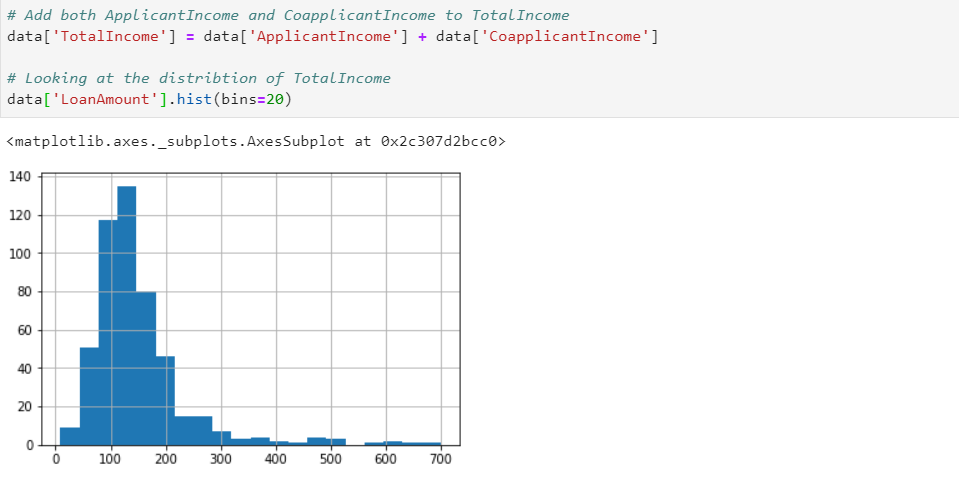 # Add both ApplicantIncome and CoapplicantIncome to TotalIncome
data['TotalIncome'] = data['ApplicantIncome'] + data['CoapplicantIncome']
# Looking at the distribtion of TotalIncome
data['LoanAmount'].hist(bins=20)
<matplotlib.axes._subplots.AxesSubplot at 0x2c307d2bcc0>
140
120
100
80
60
40
20
0
0 100 200 300 400 500 600 700